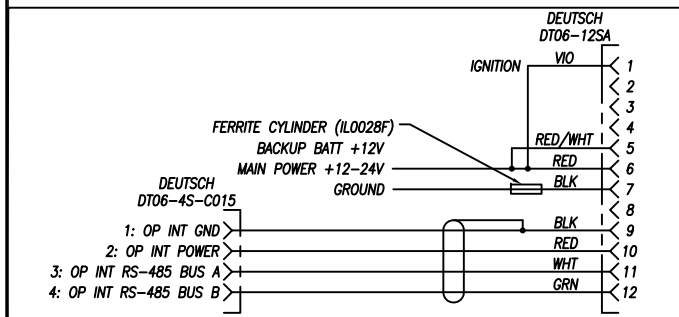 DEUTSCH
DT06-12SA
IGNITION VIO 1
2
3
FERRITE CYLINDER (IL0028F) 4
BACKUP BATT +12V RED/WHT 5
MAIN POWER +12-24V RED 6
GROUND BLK 7
DEUTSCH
DT06-4S-C015
8
1: OP INT GND BLK 9
2: OP INT POWER RED 10
3: OP INT RS-485 BUS A WHT 11
4: OP INT RS-485 BUS B GRN 12